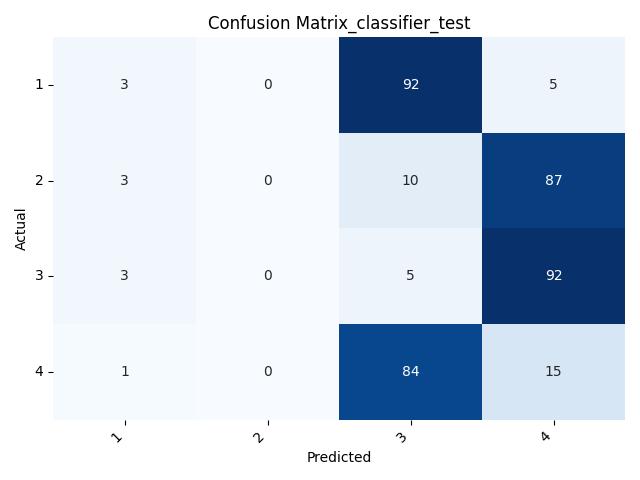 Confusion Matrix_classifier_test
Actual
1 3 0 92 5
2 3 0 10 87
3 3 0 5 92
4 1 0 84 15
1 2 3 4
Predicted